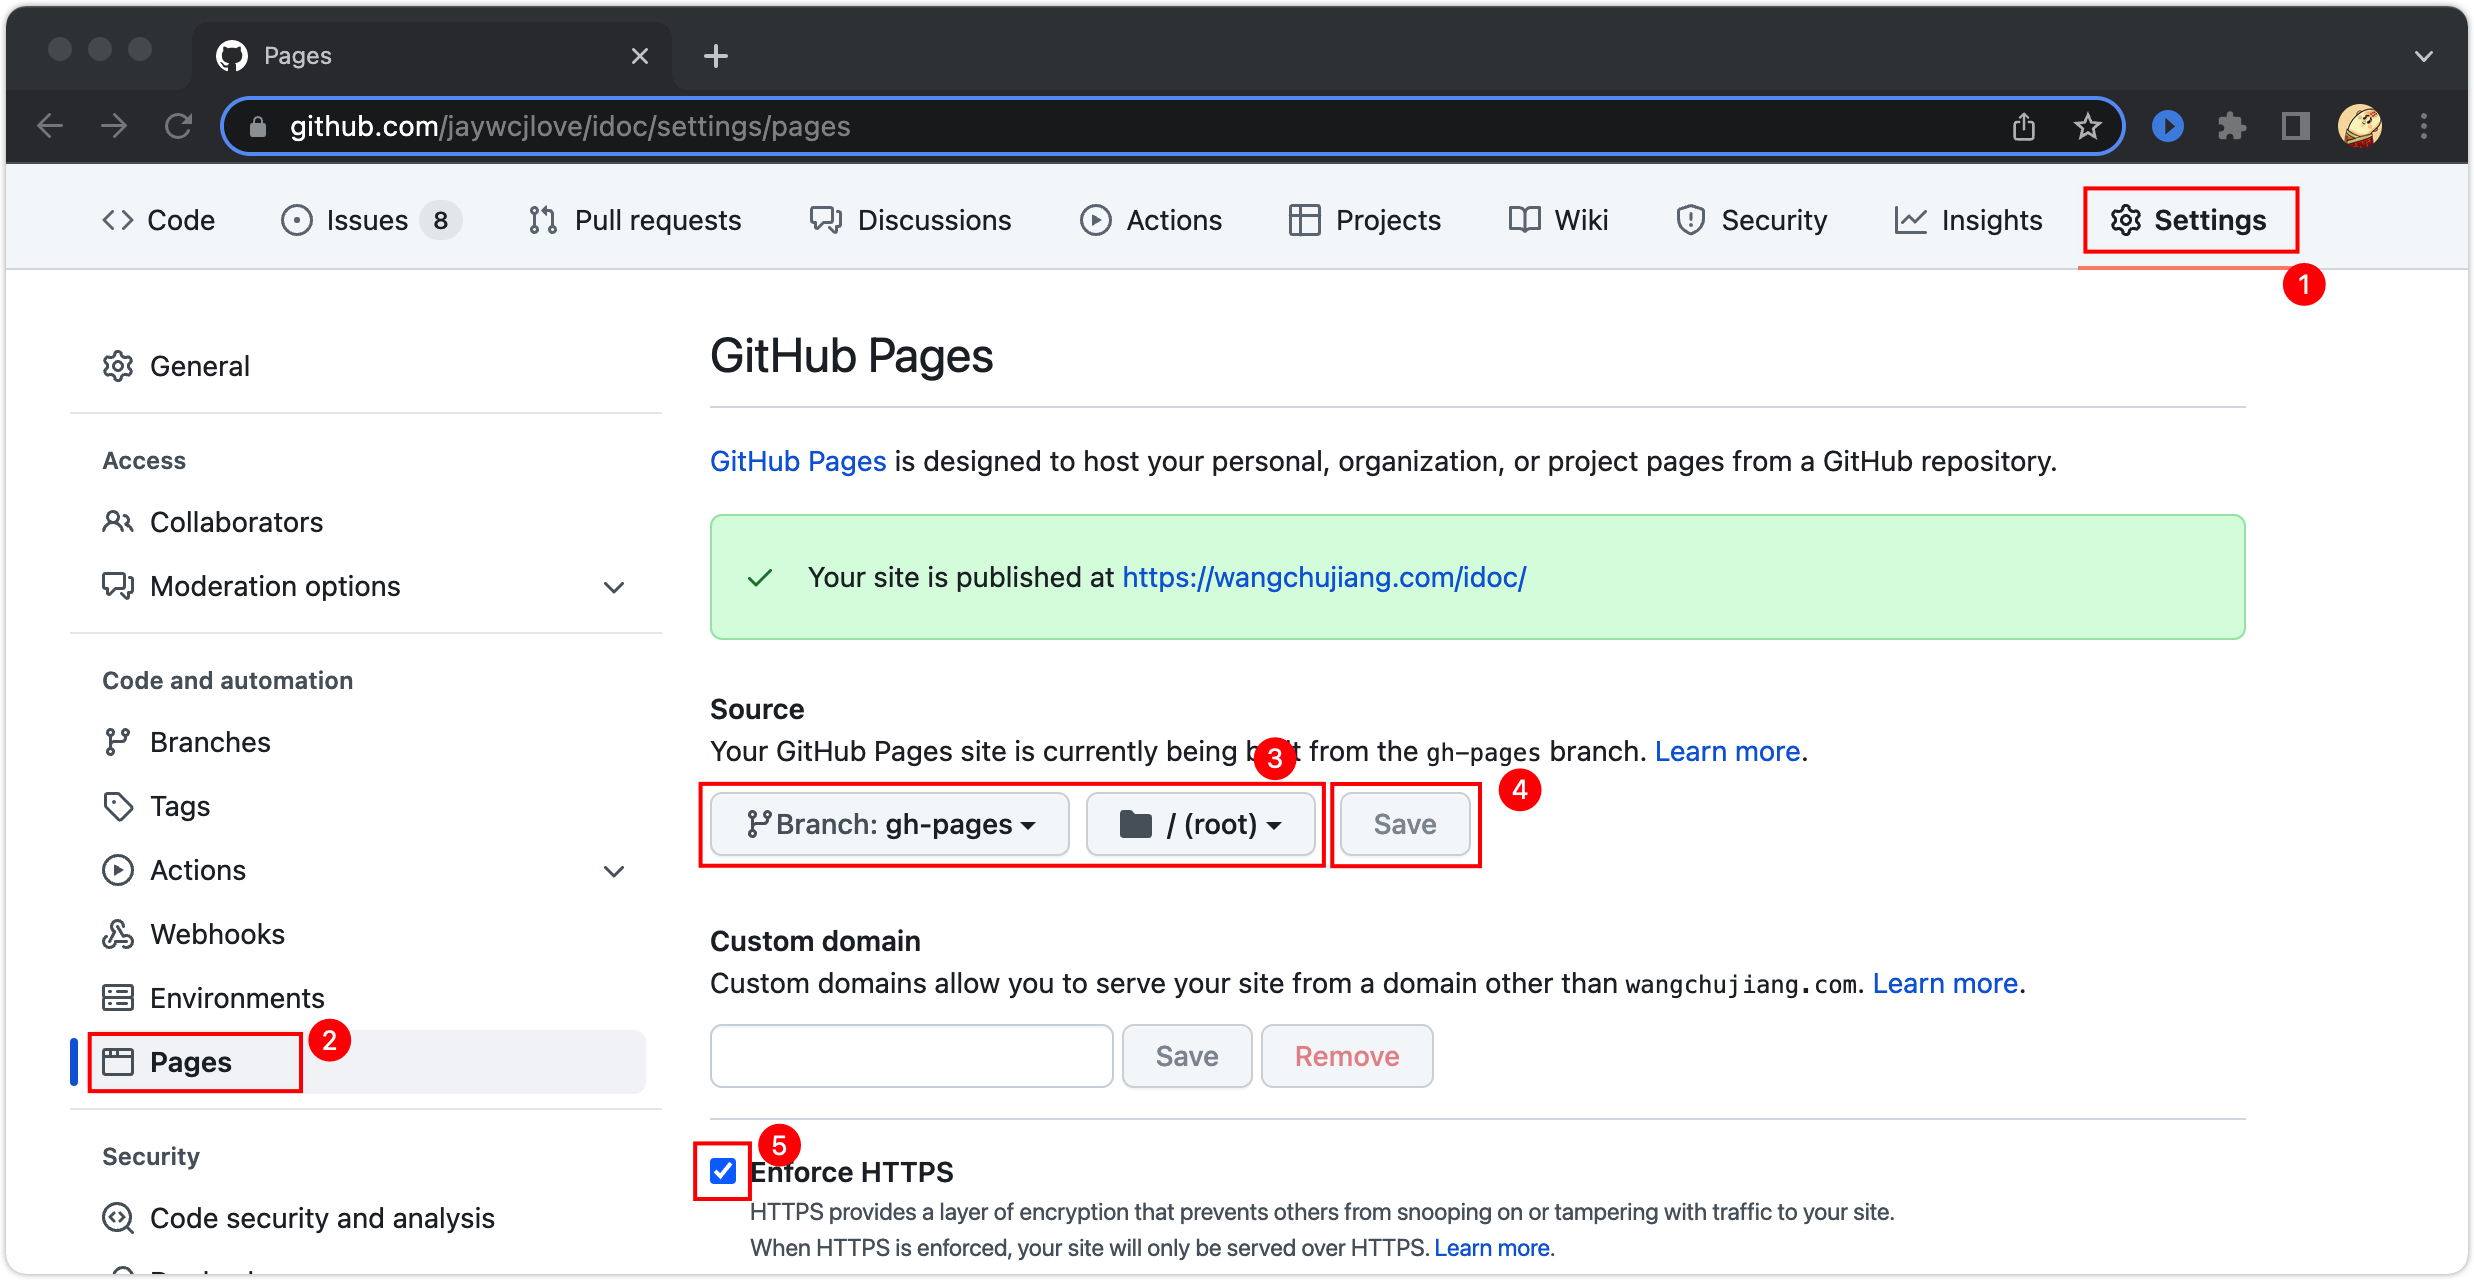 Pages
github.com/jaywcjlove/idoc/settings/pages
Code Issues 8 Pull requests Discussions Actions Projects Wiki Security Insights Settings
1
General
Access
Collaborators
Moderation options
Code and automation
Branches
Tags
Actions
Webhooks
Environments
Pages
2
Security
Code security and analysis
GitHub Pages
GitHub Pages is designed to host your personal, organization, or project pages from a GitHub repository.
Your site is published at https://wangchujiang.com/idoc/
Source
Your GitHub Pages site is currently being from the gh-pages branch. Learn more.
3
4
Branch: gh-pages / (root) Save
Custom domain
Custom domains allow you to serve your site from a domain other than wangchujiang.com. Learn more.
Save Remove
5
Enforce HTTPS
HTTPS provides a layer of encryption that prevents others from snooping on or tampering with traffic to your site.
When HTTPS is enforced, your site will only be served over HTTPS. Learn more.